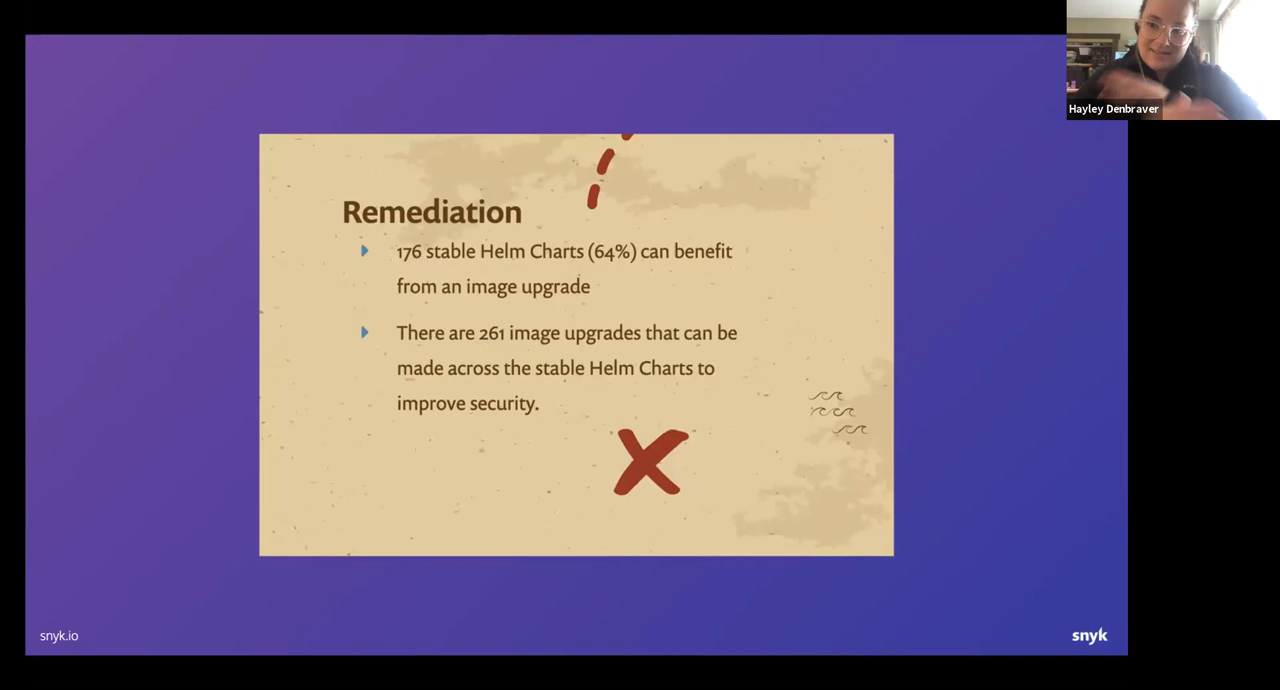 Hayley Denbraver
Remediation
176 stable Helm Charts (64%) can benefit
from an image upgrade
There are 261 image upgrades that can be
made across the stable Helm Charts to
improve security.
snyk.io
snyk